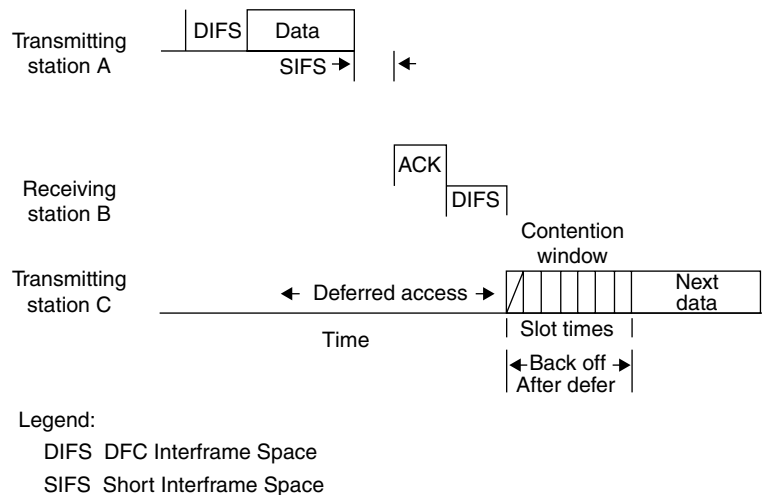 DIFS
Data
Transmitting
station A
SIFS
ACK
Receiving
station B
DIFS
Contention
window
Transmitting
station C
Deferred access
Next
data
Time
Slot times
Back off
After defer
Legend:
DIFS DFC Interframe Space
SIFS Short Interframe Space